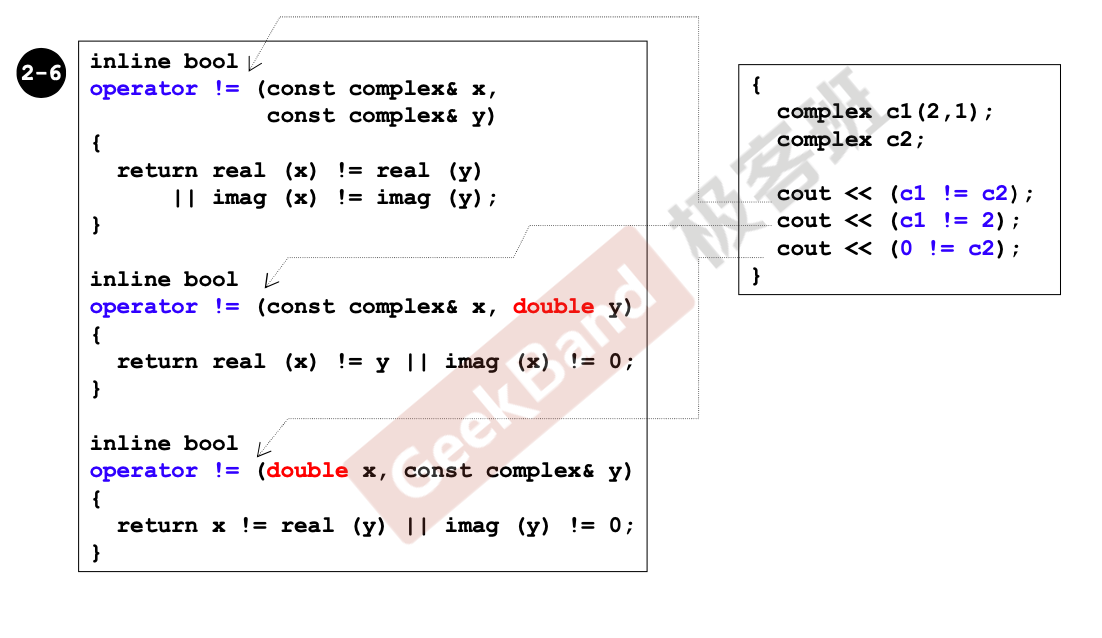 2-6
inline bool
operator != (const complex& x,
             const complex& y)
{
  return real (x) != real (y)
      || imag (x) != imag (y);
}
inline bool
operator != (const complex& x, double y)
{
  return real (x) != y || imag (x) != 0;
}
inline bool
operator != (double x, const complex& y)
{
  return x != real (y) || imag (y) != 0;
}
{
  complex c1(2,1);
  complex c2;
  cout << (c1 != c2);
  cout << (c1 != 2);
  cout << (0 != c2);
}
GeekBand 极客班